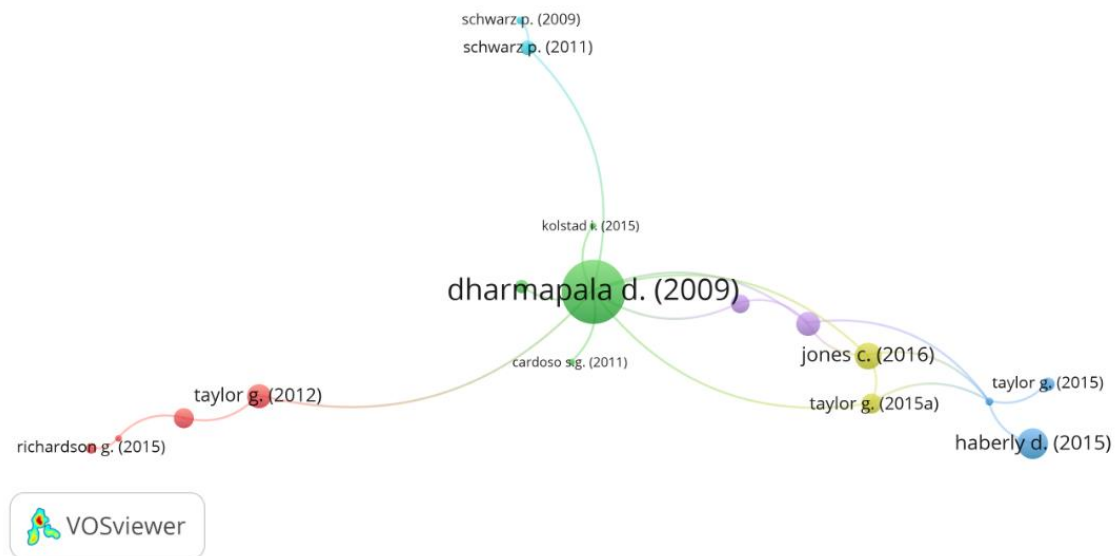 schwarz p. (2009)
schwarz p. (2011)
kolstad i. (2015)
dharmapala d. (2009)
cardoso s.g. (2011)
jones c. (2016)
taylor g. (2012)
taylor g. (2015)
taylor g. (2015a)
richardson g. (2015)
haberly d. (2015)
VOSviewer